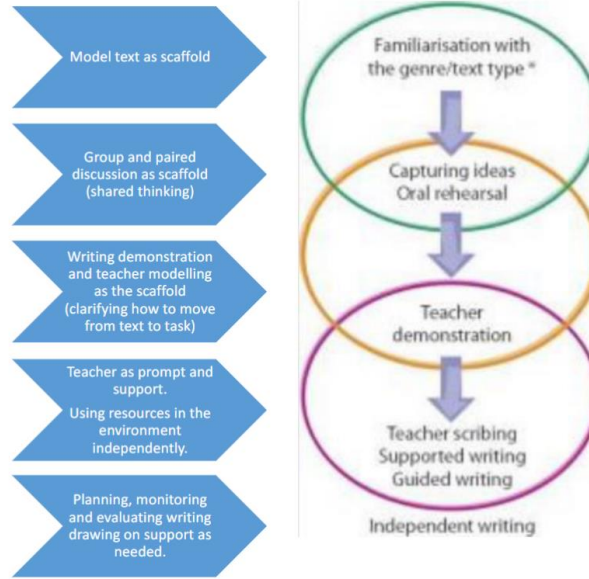 Model text as scaffold
Group and paired
discussion as scaffold
(shared thinking)
Writing demonstration
and teacher modelling
as the scaffold
(clarifying how to move
from text to task)
Teacher as prompt and
support.
Using resources in the
environment
independently.
Planning, monitoring
and evaluating writing
drawing on support as
needed.
Familiarisation with
the genre/text type *
Capturing ideas
Oral rehearsal
Teacher
demonstration
Teacher scribing
Supported writing
Guided writing
Independent writing